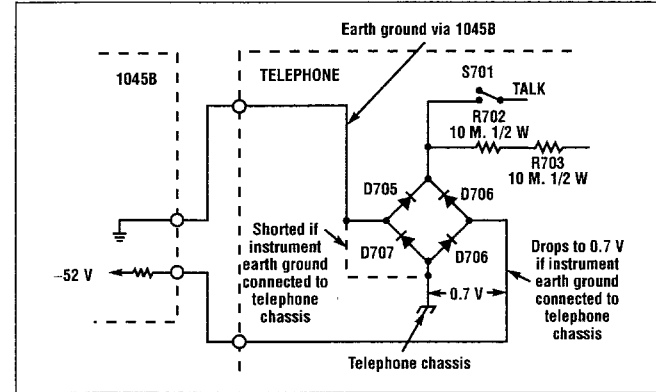 Earth ground via 1045B
1045B
TELEPHONE
S701
TALK
R702
10 M. 1/2 W
R703
10 M. 1/2 W
D705
D706
Shorted if
instrument
earth ground
connected to
telephone
chassis
D707
D706
Drops to 0.7 V
if instrument
earth ground
connected to
telephone
chassis
–52 V
0.7 V
Telephone chassis